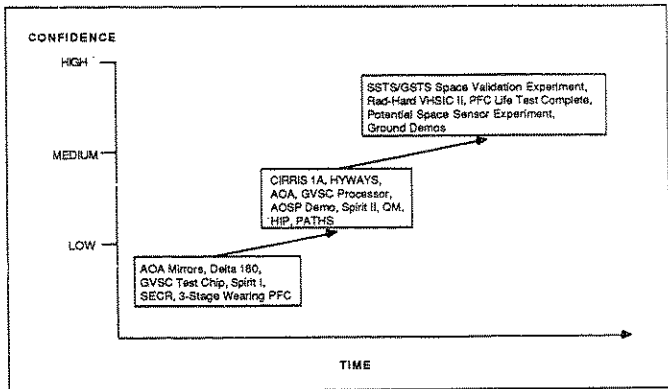 CONFIDENCE
HIGH
SSTS/GSTS Space Validation Experiment,
Rad-Hard VHSIC II, PFC Life Test Complete,
Potential Space Sensor Experiment,
Ground Demos
MEDIUM
CIRRIS 1A, HYWAYS,
AOA, GVSC Processor,
AOSP Demo, Spirit II, QM,
HIP, PATHS
LOW
AOA Mirrors, Delta 180,
GVSC Test Chip, Spirit I,
SECR, 3-Stage Wearing PFC
TIME